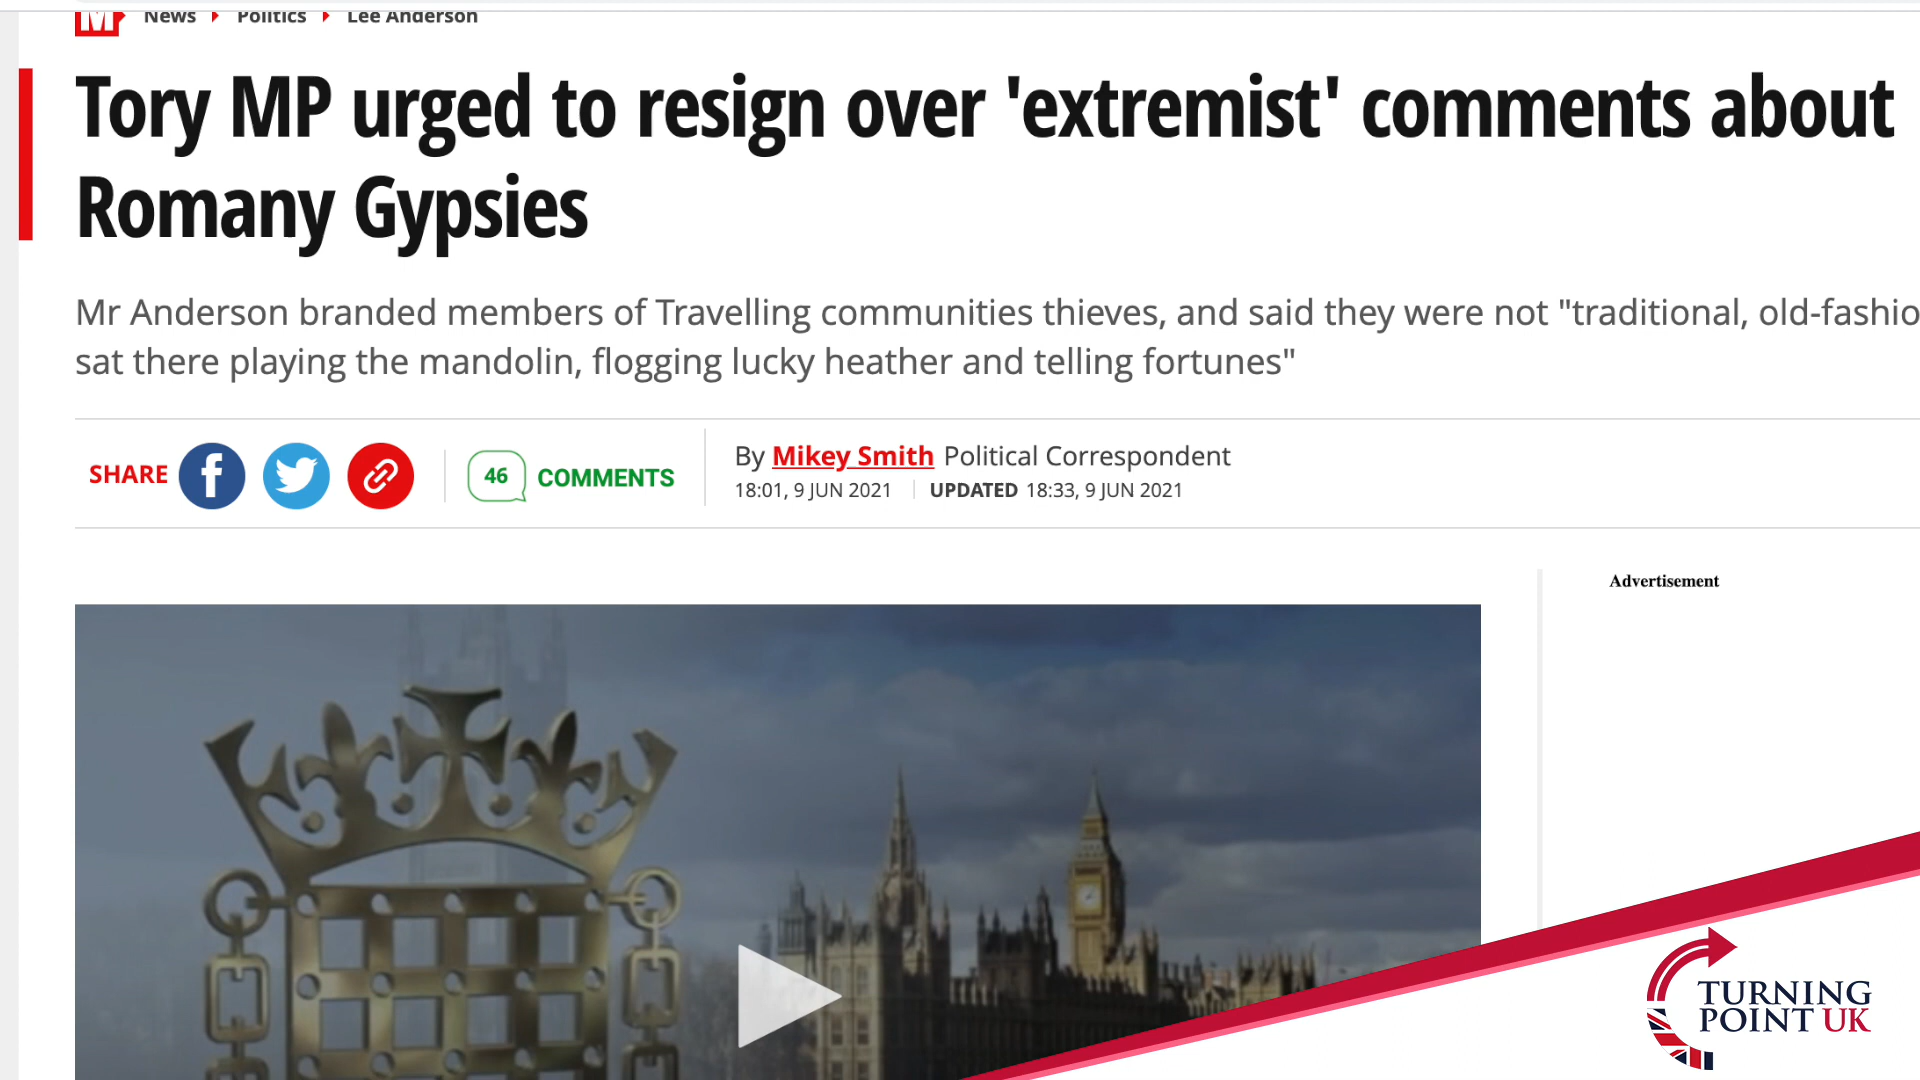 M
News Politics Lee Anderson
Tory MP urged to resign over 'extremist' comments about
Romany Gypsies
Mr Anderson branded members of Travelling communities thieves, and said they were not "traditional, old-fashio
sat there playing the mandolin, flogging lucky heather and telling fortunes"
SHARE 46 COMMENTS
By Mikey Smith Political Correspondent
18:01, 9 JUN 2021 UPDATED 18:33, 9 JUN 2021
Advertisement
TURNING
POINT UK